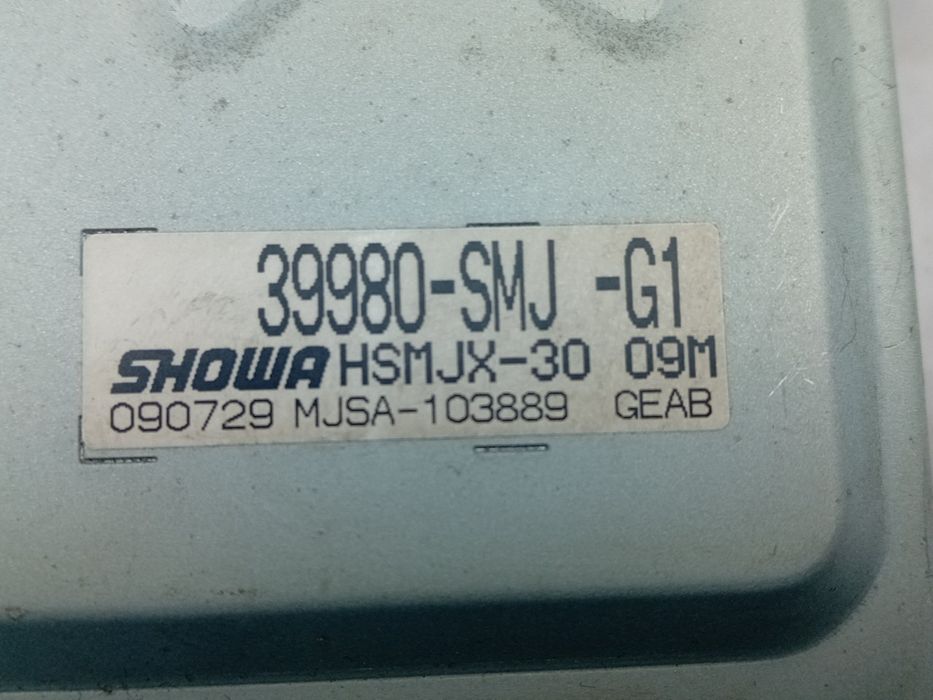 39980-SMJ -G1
SHOWA HSMJX-30 09M
090729 MJSA-103889 GEAB